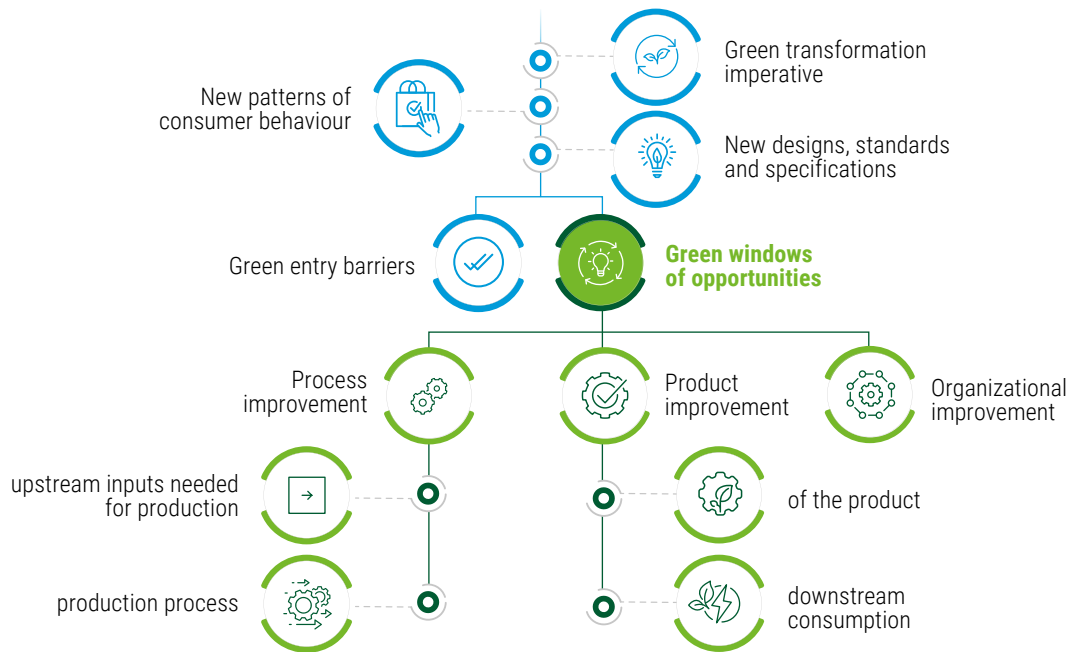 Green transformation
imperative
New patterns of
consumer behaviour
New designs, standards
and specifications
Green entry barriers
Green windows
of opportunities
Process
improvement
Product
improvement
Organizational
improvement
upstream inputs needed
for production
of the product
production process
downstream
consumption